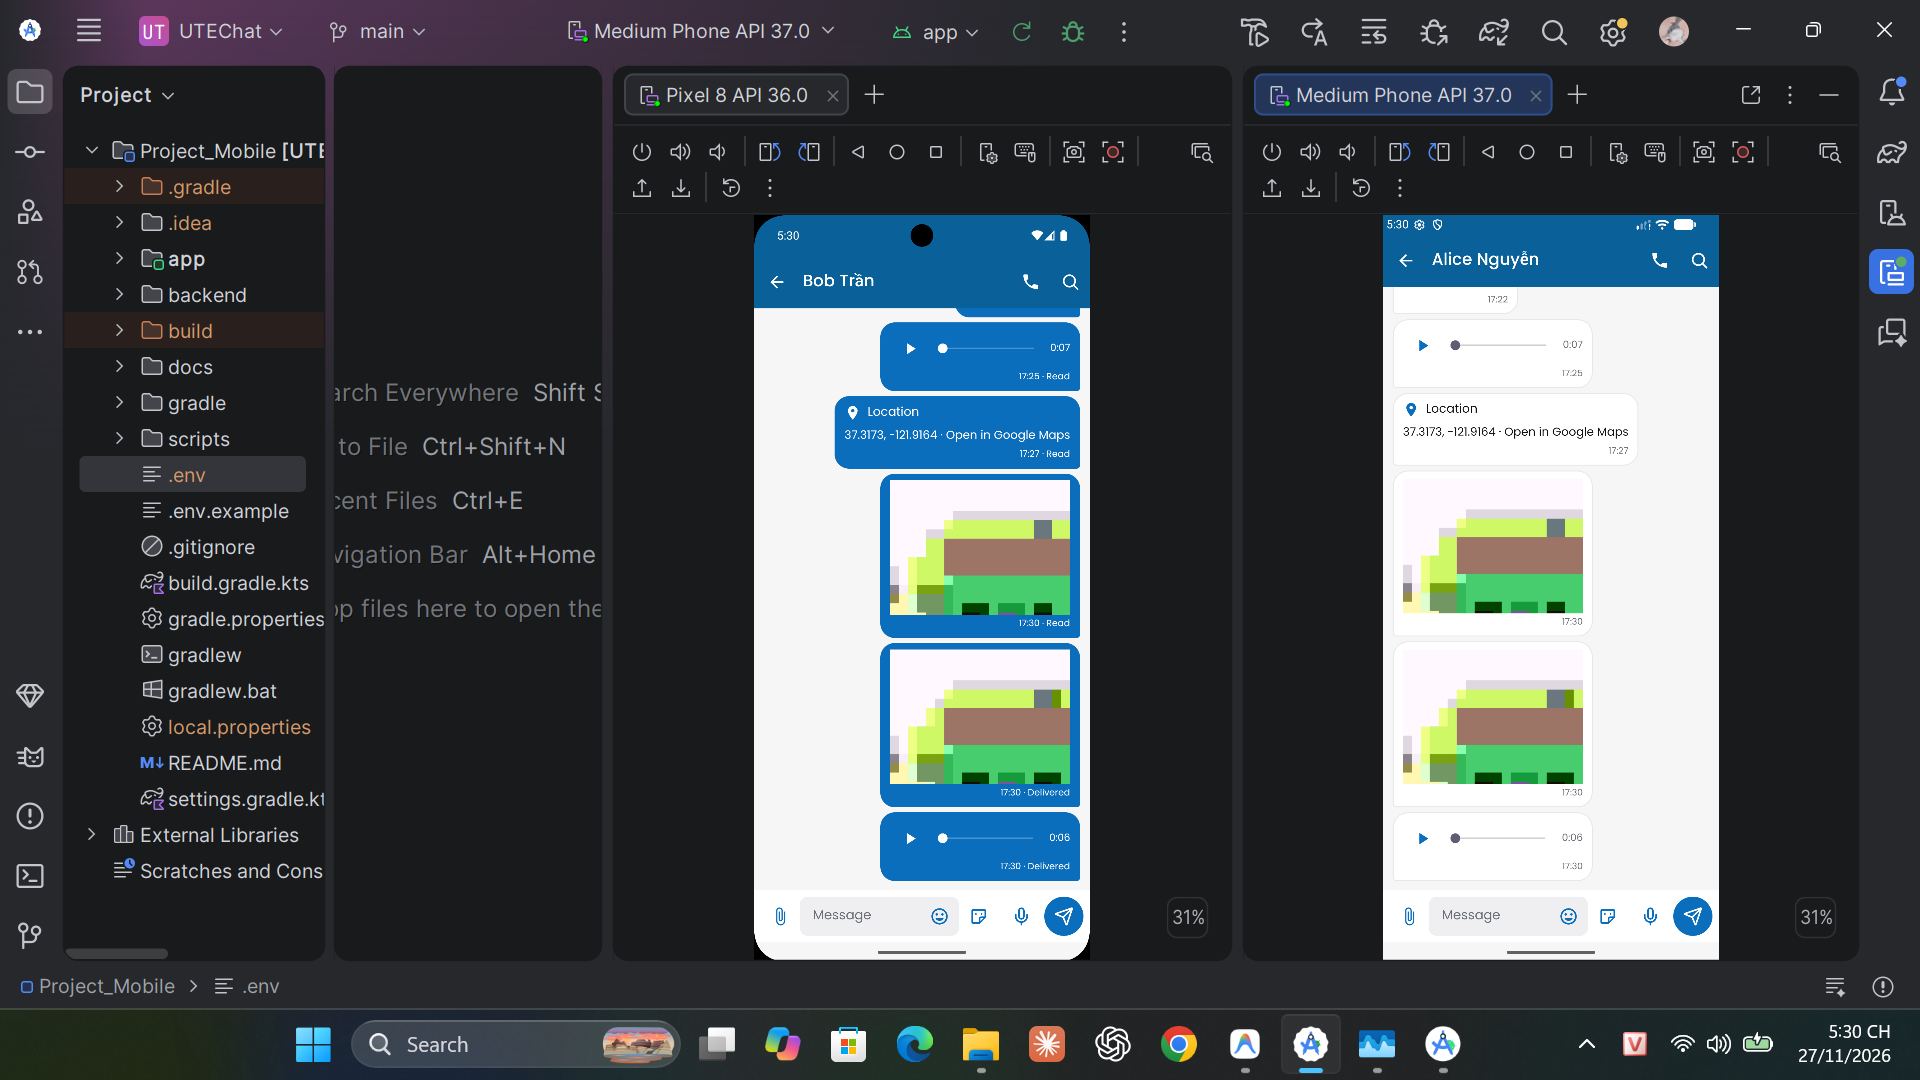 UT UTEChat
main
Medium Phone API 37.0
app
Project
Project_Mobile [UTE
.gradle
.idea
app
backend
build
docs
gradle
scripts
.env
.env.example
.gitignore
build.gradle.kts
gradle.properties
gradlew
gradlew.bat
local.properties
M↓ README.md
settings.gradle.kt
External Libraries
Scratches and Cons
arch Everywhere Shift S
to File Ctrl+Shift+N
cent Files Ctrl+E
vigation Bar Alt+Home
op files here to open the
Pixel 8 API 36.0
5:30
Bob Trần
0:07
17:25 · Read
Location
37.3173, -121.9164 · Open in Google Maps
17:27 · Read
17:30 · Read
17:30 · Delivered
0:06
17:30 · Delivered
Message
31%
Medium Phone API 37.0
5:30
Alice Nguyễn
17:22
0:07
17:25
Location
37.3173, -121.9164 · Open in Google Maps
17:27
17:30
17:30
0:06
17:30
Message
31%
Project_Mobile > .env
Search
V
5:30 CH
27/11/2026